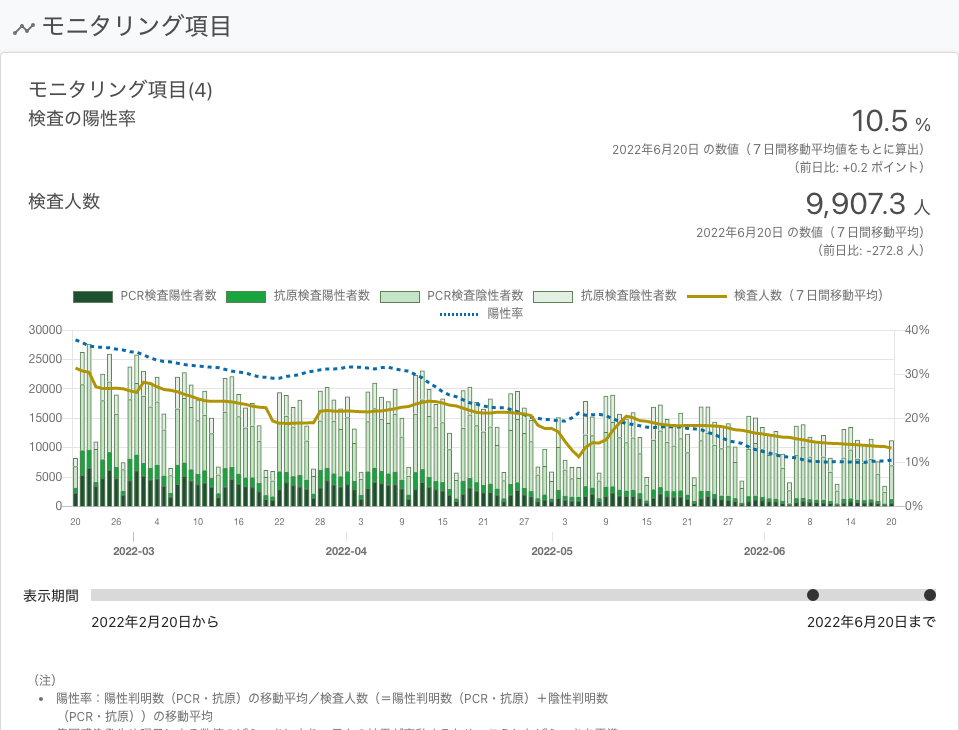 モニタリング項目
モニタリング項目(4)
検査の陽性率
10.5 %
2022年6月20日 の数値（７日間移動平均値をもとに算出）
（前日比: +0.2 ポイント）
検査人数
9,907.3 人
2022年6月20日 の数値（７日間移動平均）
（前日比: -272.8 人）
PCR検査陽性者数 抗原検査陽性者数 PCR検査陰性者数 抗原検査陰性者数 検査人数（７日間移動平均）
陽性率
30000 40%
25000
30%
20000
15000 20%
10000
10%
5000
0 0%
20 26 4 10 16 22 28 3 9 15 21 27 3 9 15 21 27 2 8 14 20
2022-03 2022-04 2022-05 2022-06
表示期間
2022年2月20日から 2022年6月20日まで
（注）
• 陽性率：陽性判明数（PCR・抗原）の移動平均／検査人数（＝陽性判明数（PCR・抗原）＋陰性判明数
（PCR・抗原））の移動平均